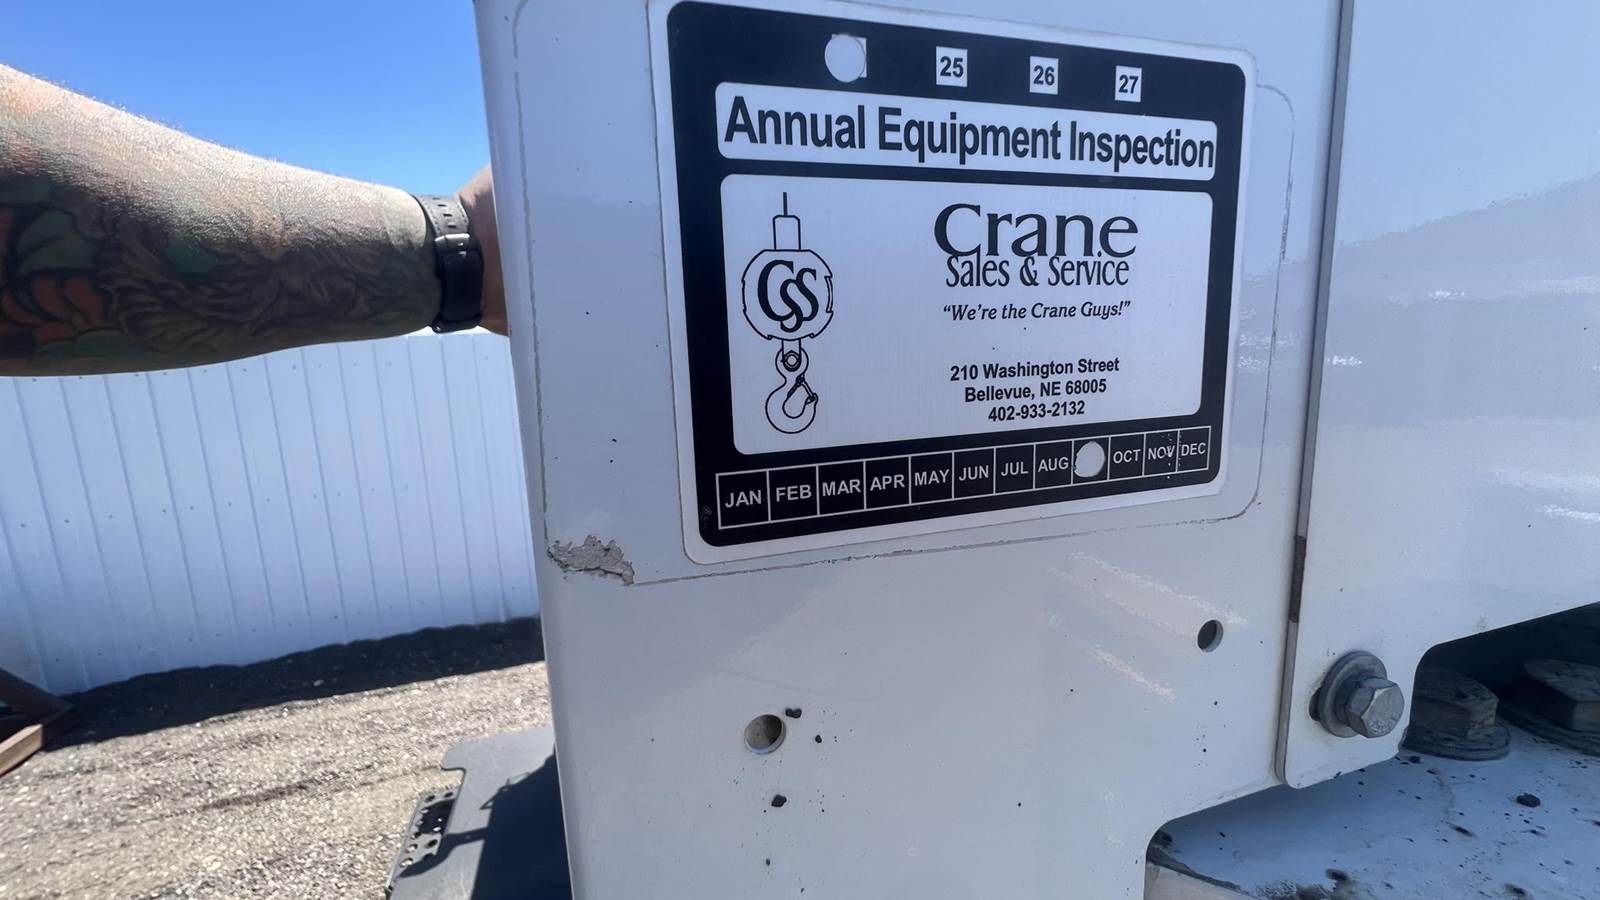 25 26 27
Annual Equipment Inspection
CSS
Crane
Sales & Service
"We're the Crane Guys!"
210 Washington Street
Bellevue, NE 68005
402-933-2132
JAN FEB MAR APR MAY JUN JUL AUG OCT NOV DEC